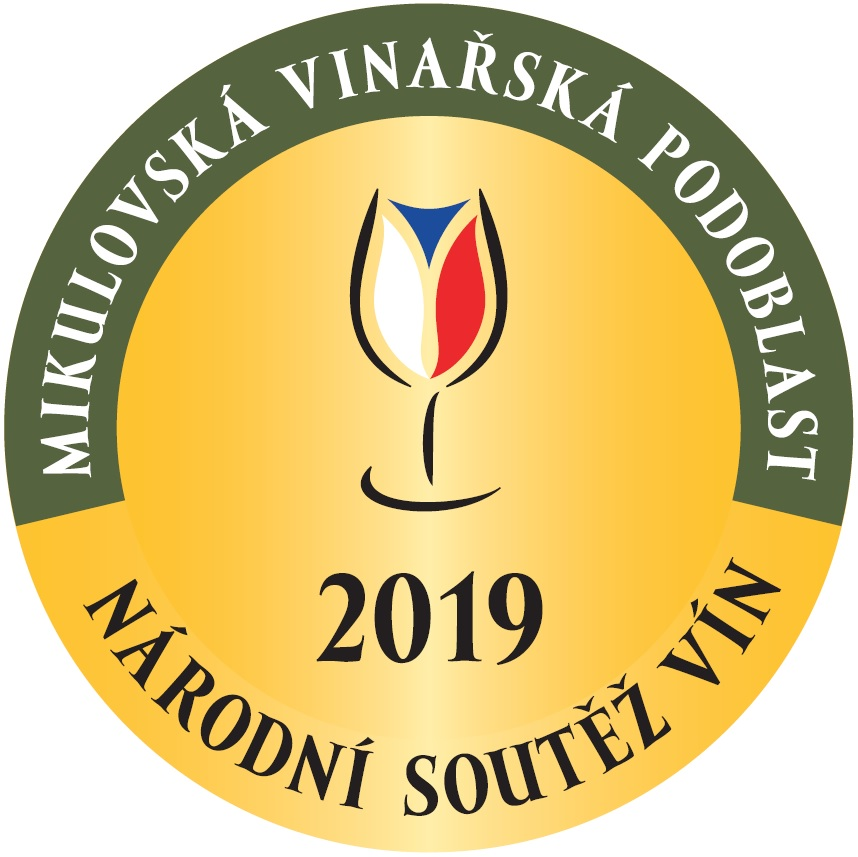 MIKULOVSKÁ VINAŘSKÁ PODOBLAST
2019
NÁRODNÍ SOUTĚŽ VÍN